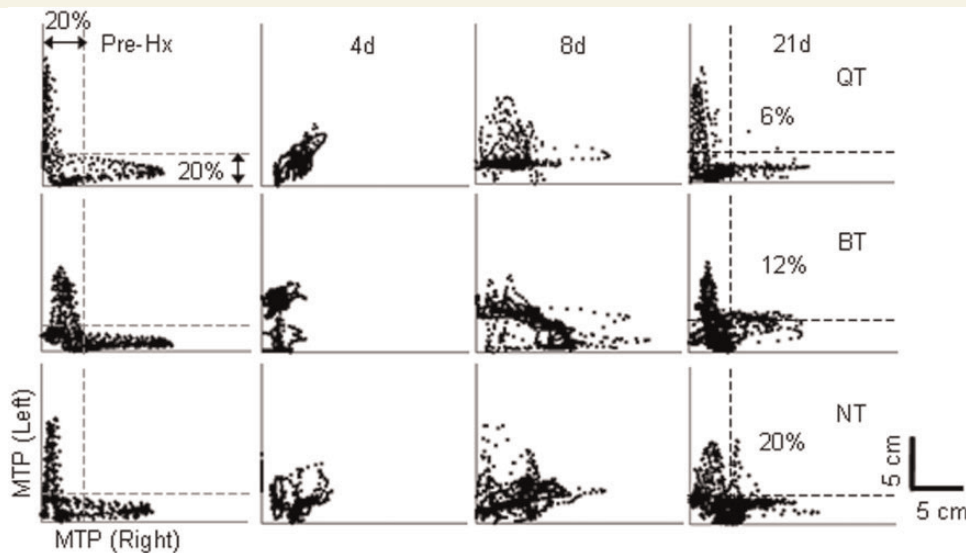 20%
Pre-Hx
4d
8d
21d
QT
6%
20%
BT
12%
NT
20%
MTP (Left)
MTP (Right)
5 cm
5 cm